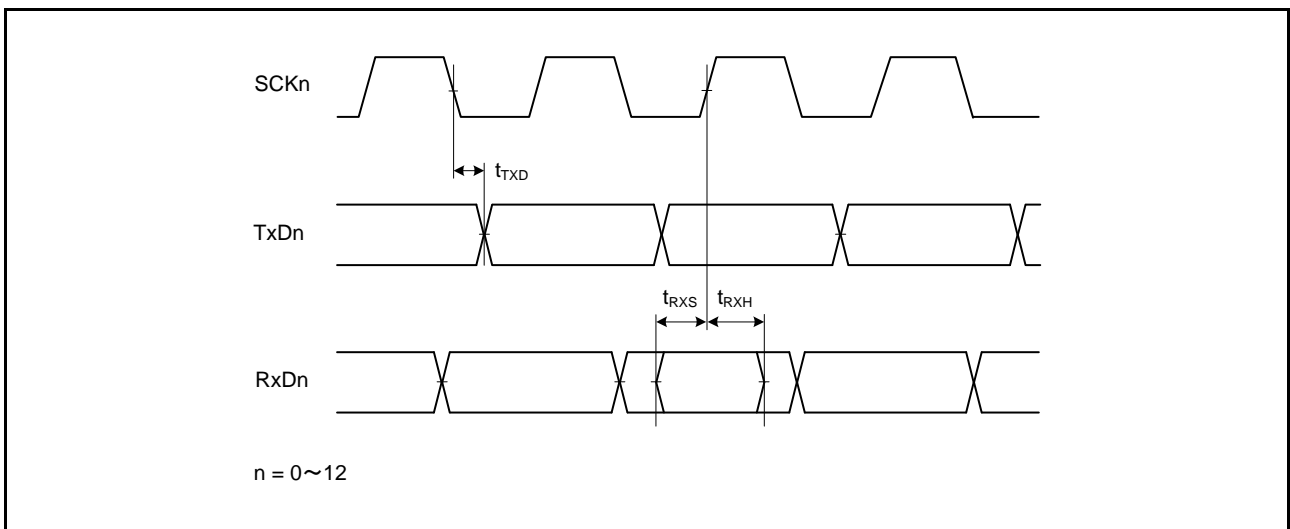 SCKn
tTXD
TxDn
tRXS tRXH
RxDn
n = 0～12